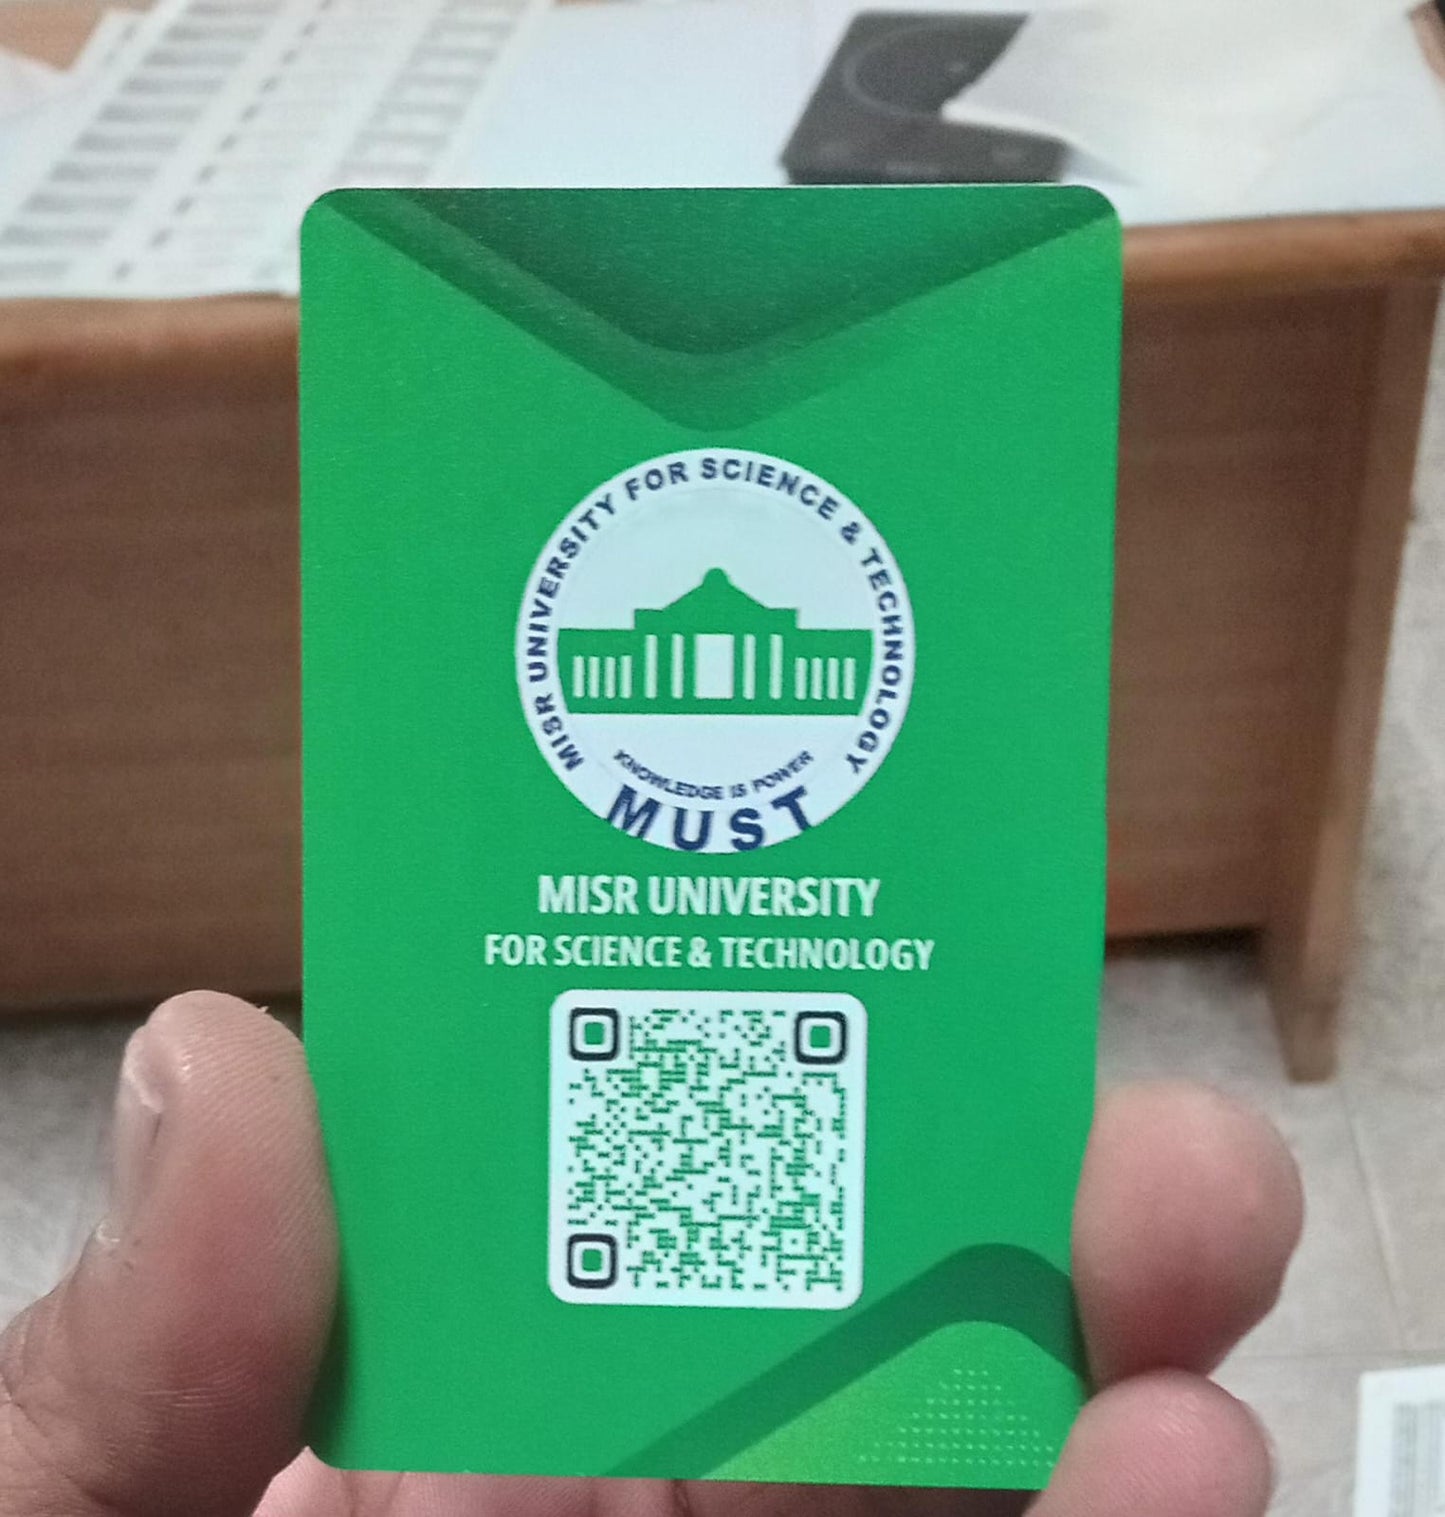 MISR UNIVERSITY FOR SCIENCE & TECHNOLOGY
KNOWLEDGE IS POWER
MUST
MISR UNIVERSITY
FOR SCIENCE & TECHNOLOGY